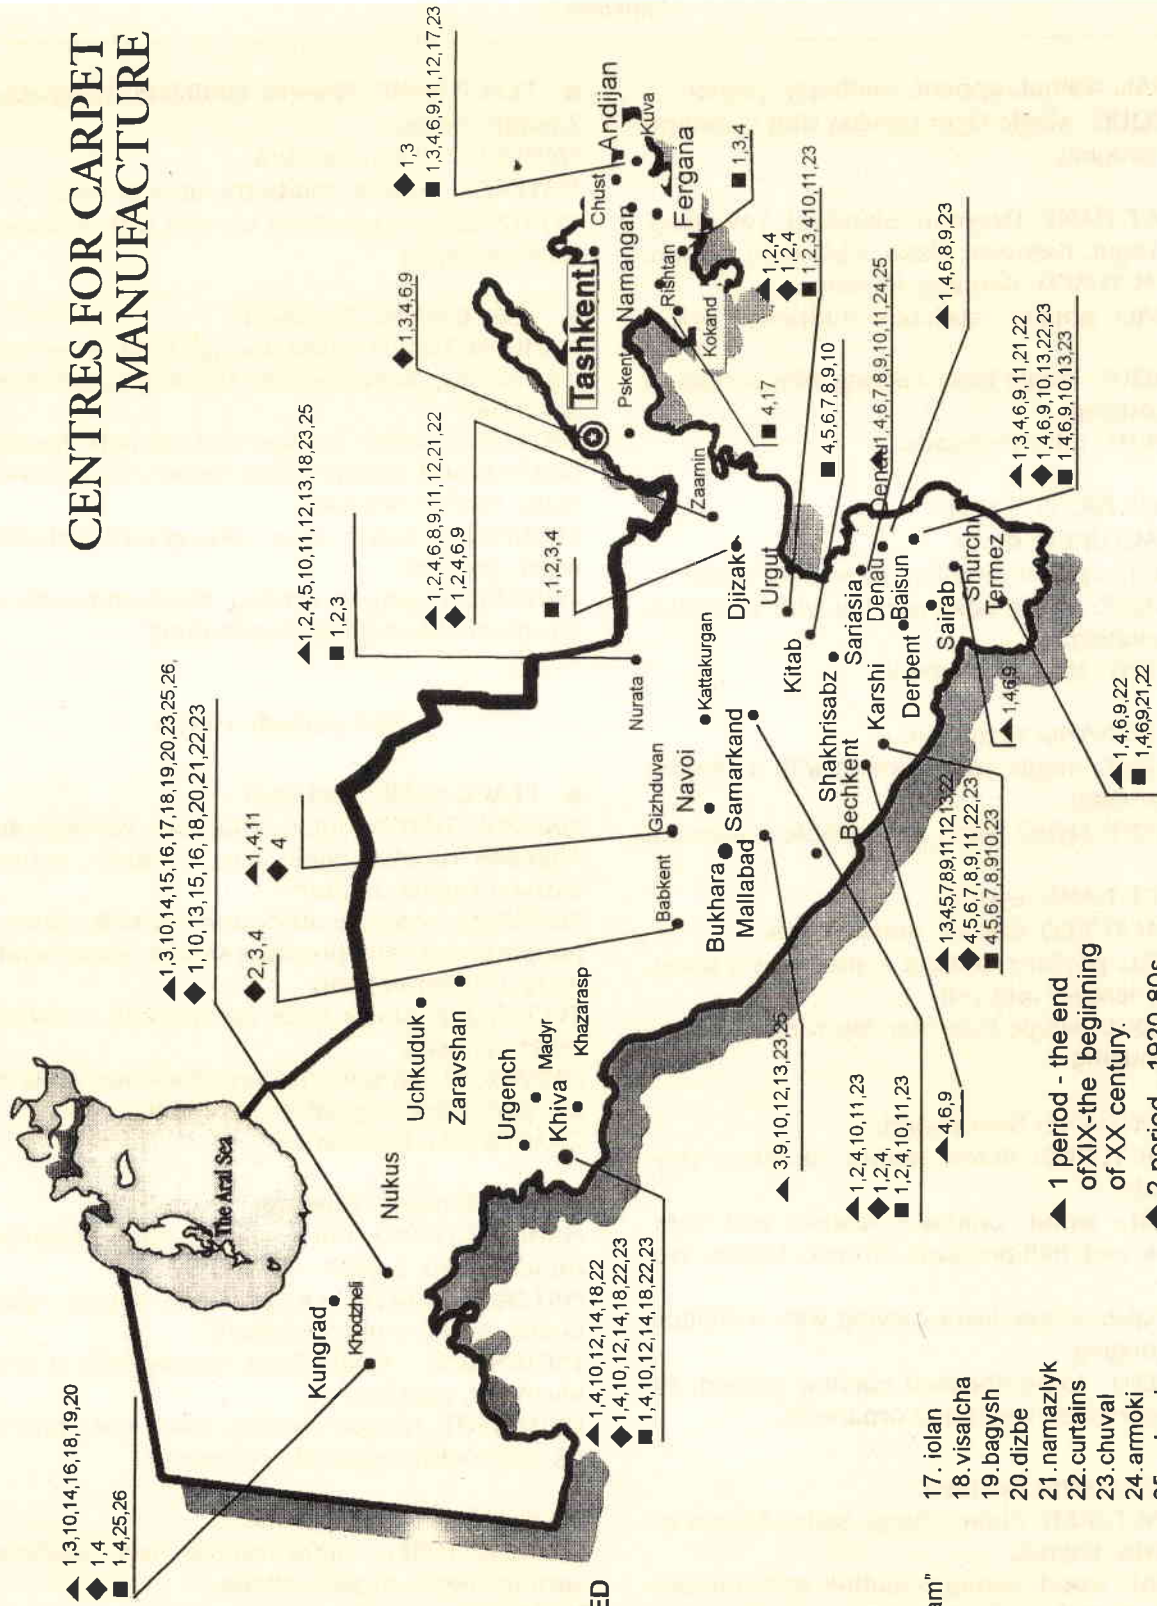 CENTRES FOR CARPET
MANUFACTURE
▲ 1,3,10,14,16,18,19,20
◆ 1,4
■ 1,4,25,26
▲ 1,3,10,14,15,16,17,18,19,20,23,25,26,
◆ 1,10,13,15,16,18,20,21,22,23
▲ 1,4,11
◆ 4
◆ 2,3,4
▲ 1,2,4,5,10,11,12,13,18,23,25
■ 1,2,3
▲ 1,2,4,6,8,9,11,12,21,22
◆ 1,2,4,6,9
■ 1,2,3,4
◆ 1,3,4,6,9
◆ 1,3
■ 1,3,4,6,9,11,12,17,23
The Aral Sea
Kungrad
Khodzheli
Nukus
Uchkuduk
Zaravshan
Urgench
Madyr
Khiva
Khazarasp
Babkent
Gizhduvan
Bukhara
Navoi
Mallabad
Samarkand
Kattakurgan
Nurata
Zaamin
Djizak
Urgut
Kitab
Shakhrisabz
Bechkent
Karshi
Sariasia
Denau
Denau
Derbent
Baisun
Sairab
Shurchi
Termez
Tashkent
Pskent
Chust
Namangan
Andijan
Kuva
Fergana
Rishtan
Kokand
■ 1,3,4
■ 4,17
▲ 1,2,4
◆ 1,2,4
■ 1,2,3,410,11,23
■ 4,5,6,7,8,9,10
1,4,6,7,8,9,10,11,24,25
▲ 1,4,6,8,9,23
▲ 1,3,4,6,9,11,21,22
◆ 1,4,6,9,10,13,22,23
■ 1,4,6,9,10,13,23
▲ 1,4,6,9
▲ 1,4,6,9,22
■ 1,4,6,9,21,22
▲ 1,3,4,5,7,8,9,11,12,13,22
◆ 4,5,6,7,8,9,11,22,23
■ 4,5,6,7,8,910,23
▲ 4,6,9
▲ 1,2,4,10,11,23
◆ 1,2,4,
■ 1,2,4,10,11,23
▲ 3,9,10,12,13,23,25
▲ 1,4,10,12,14,18,22
◆ 1,4,10,12,14,18,22,23
■ 1,4,10,12,14,18,22,23
▲ 1 period - the end
ofXIX-the beginning
of XX century.
▲ 2 period - 1920-80s
17. iolan
18.visalcha
19.bagysh
20.dizbe
21.namazlyk
22.curtains
23.chuval
24.armoki